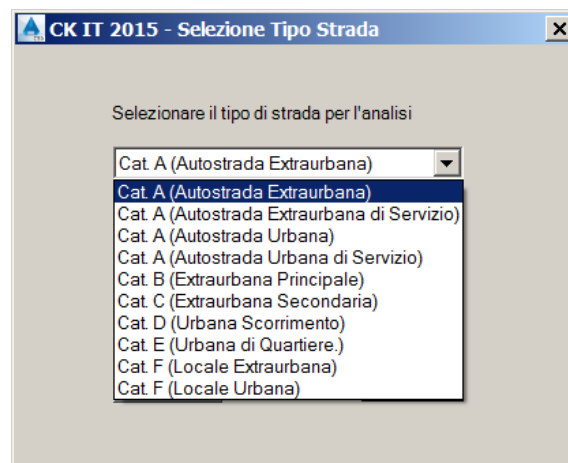 CK IT 2015 - Selezione Tipo Strada
Selezionare il tipo di strada per l'analisi
Cat. A (Autostrada Extraurbana)
Cat. A (Autostrada Extraurbana)
Cat. A (Autostrada Extraurbana di Servizio)
Cat. A (Autostrada Urbana)
Cat. A (Autostrada Urbana di Servizio)
Cat. B (Extraurbana Principale)
Cat. C (Extraurbana Secondaria)
Cat. D (Urbana Scorrimento)
Cat. E (Urbana di Quartiere.)
Cat. F (Locale Extraurbana)
Cat. F (Locale Urbana)